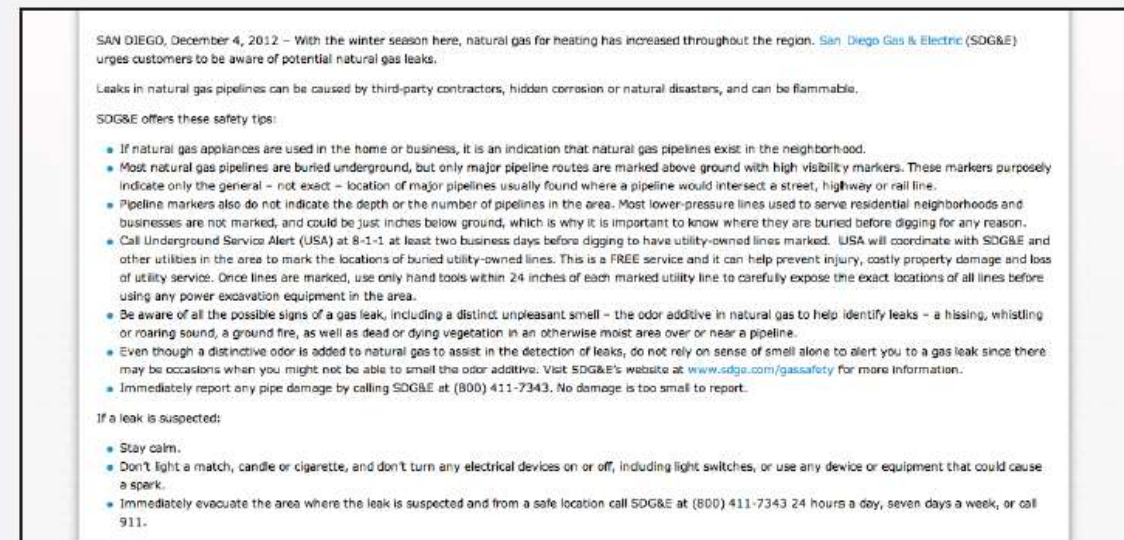 SAN DIEGO, December 4, 2012 – With the winter season here, natural gas for heating has increased throughout the region. San Diego Gas & Electric (SDG&E)
urges customers to be aware of potential natural gas leaks.
Leaks in natural gas pipelines can be caused by third-party contractors, hidden corrosion or natural disasters, and can be flammable.
SDG&E offers these safety tips:
• If natural gas appliances are used in the home or business, it is an indication that natural gas pipelines exist in the neighborhood.
• Most natural gas pipelines are buried underground, but only major pipeline routes are marked above ground with high visibility markers. These markers purposely
indicate only the general – not exact – location of major pipelines usually found where a pipeline would intersect a street, highway or rail line.
• Pipeline markers also do not indicate the depth or the number of pipelines in the area. Most lower-pressure lines used to serve residential neighborhoods and
businesses are not marked, and could be just inches below ground, which is why it is important to know where they are buried before digging for any reason.
• Call Underground Service Alert (USA) at 8-1-1 at least two business days before digging to have utility-owned lines marked. USA will coordinate with SDG&E and
other utilities in the area to mark the locations of buried utility-owned lines. This is a FREE service and it can help prevent injury, costly property damage and loss
of utility service. Once lines are marked, use only hand tools within 24 inches of each marked utility line to carefully expose the exact locations of all lines before
using any power excavation equipment in the area.
• Be aware of all the possible signs of a gas leak, including a distinct unpleasant smell – the odor additive in natural gas to help identify leaks – a hissing, whistling
or roaring sound, a ground fire, as well as dead or dying vegetation in an otherwise moist area over or near a pipeline.
• Even though a distinctive odor is added to natural gas to assist in the detection of leaks, do not rely on sense of smell alone to alert you to a gas leak since there
may be occasions when you might not be able to smell the odor additive. Visit SDG&E's website at www.sdge.com/gassafety for more information.
• Immediately report any pipe damage by calling SDG&E at (800) 411-7343. No damage is too small to report.
If a leak is suspected:
• Stay calm.
• Don't light a match, candle or cigarette, and don't turn any electrical devices on or off, including light switches, or use any device or equipment that could cause
a spark.
• Immediately evacuate the area where the leak is suspected and from a safe location call SDG&E at (800) 411-7343 24 hours a day, seven days a week, or call
911.